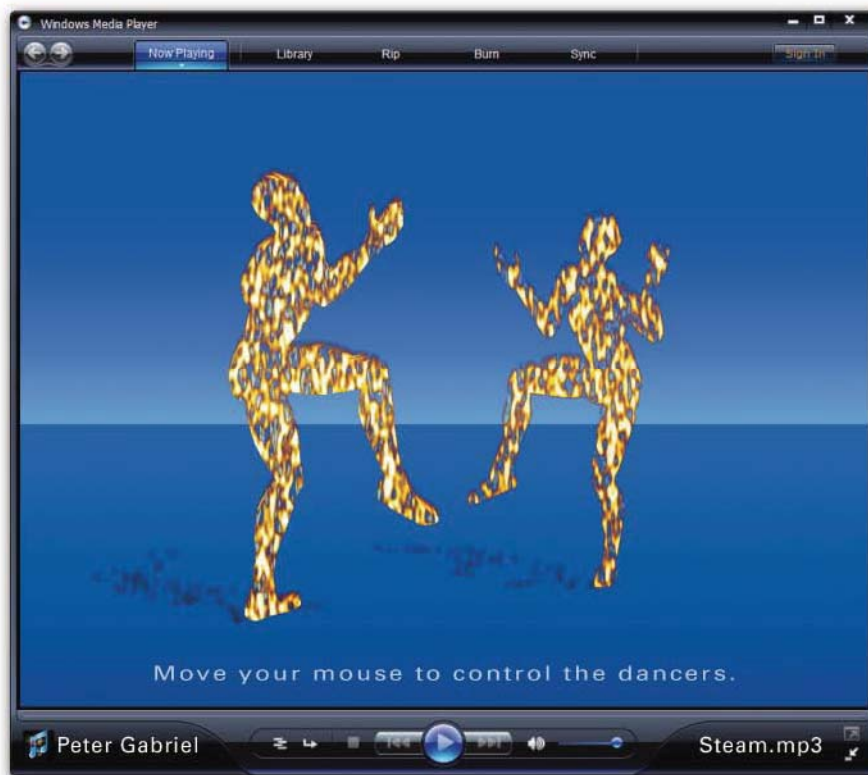 Windows Media Player
Now Playing Library Rip Burn Sync Sign In
Move your mouse to control the dancers.
Peter Gabriel Steam.mp3